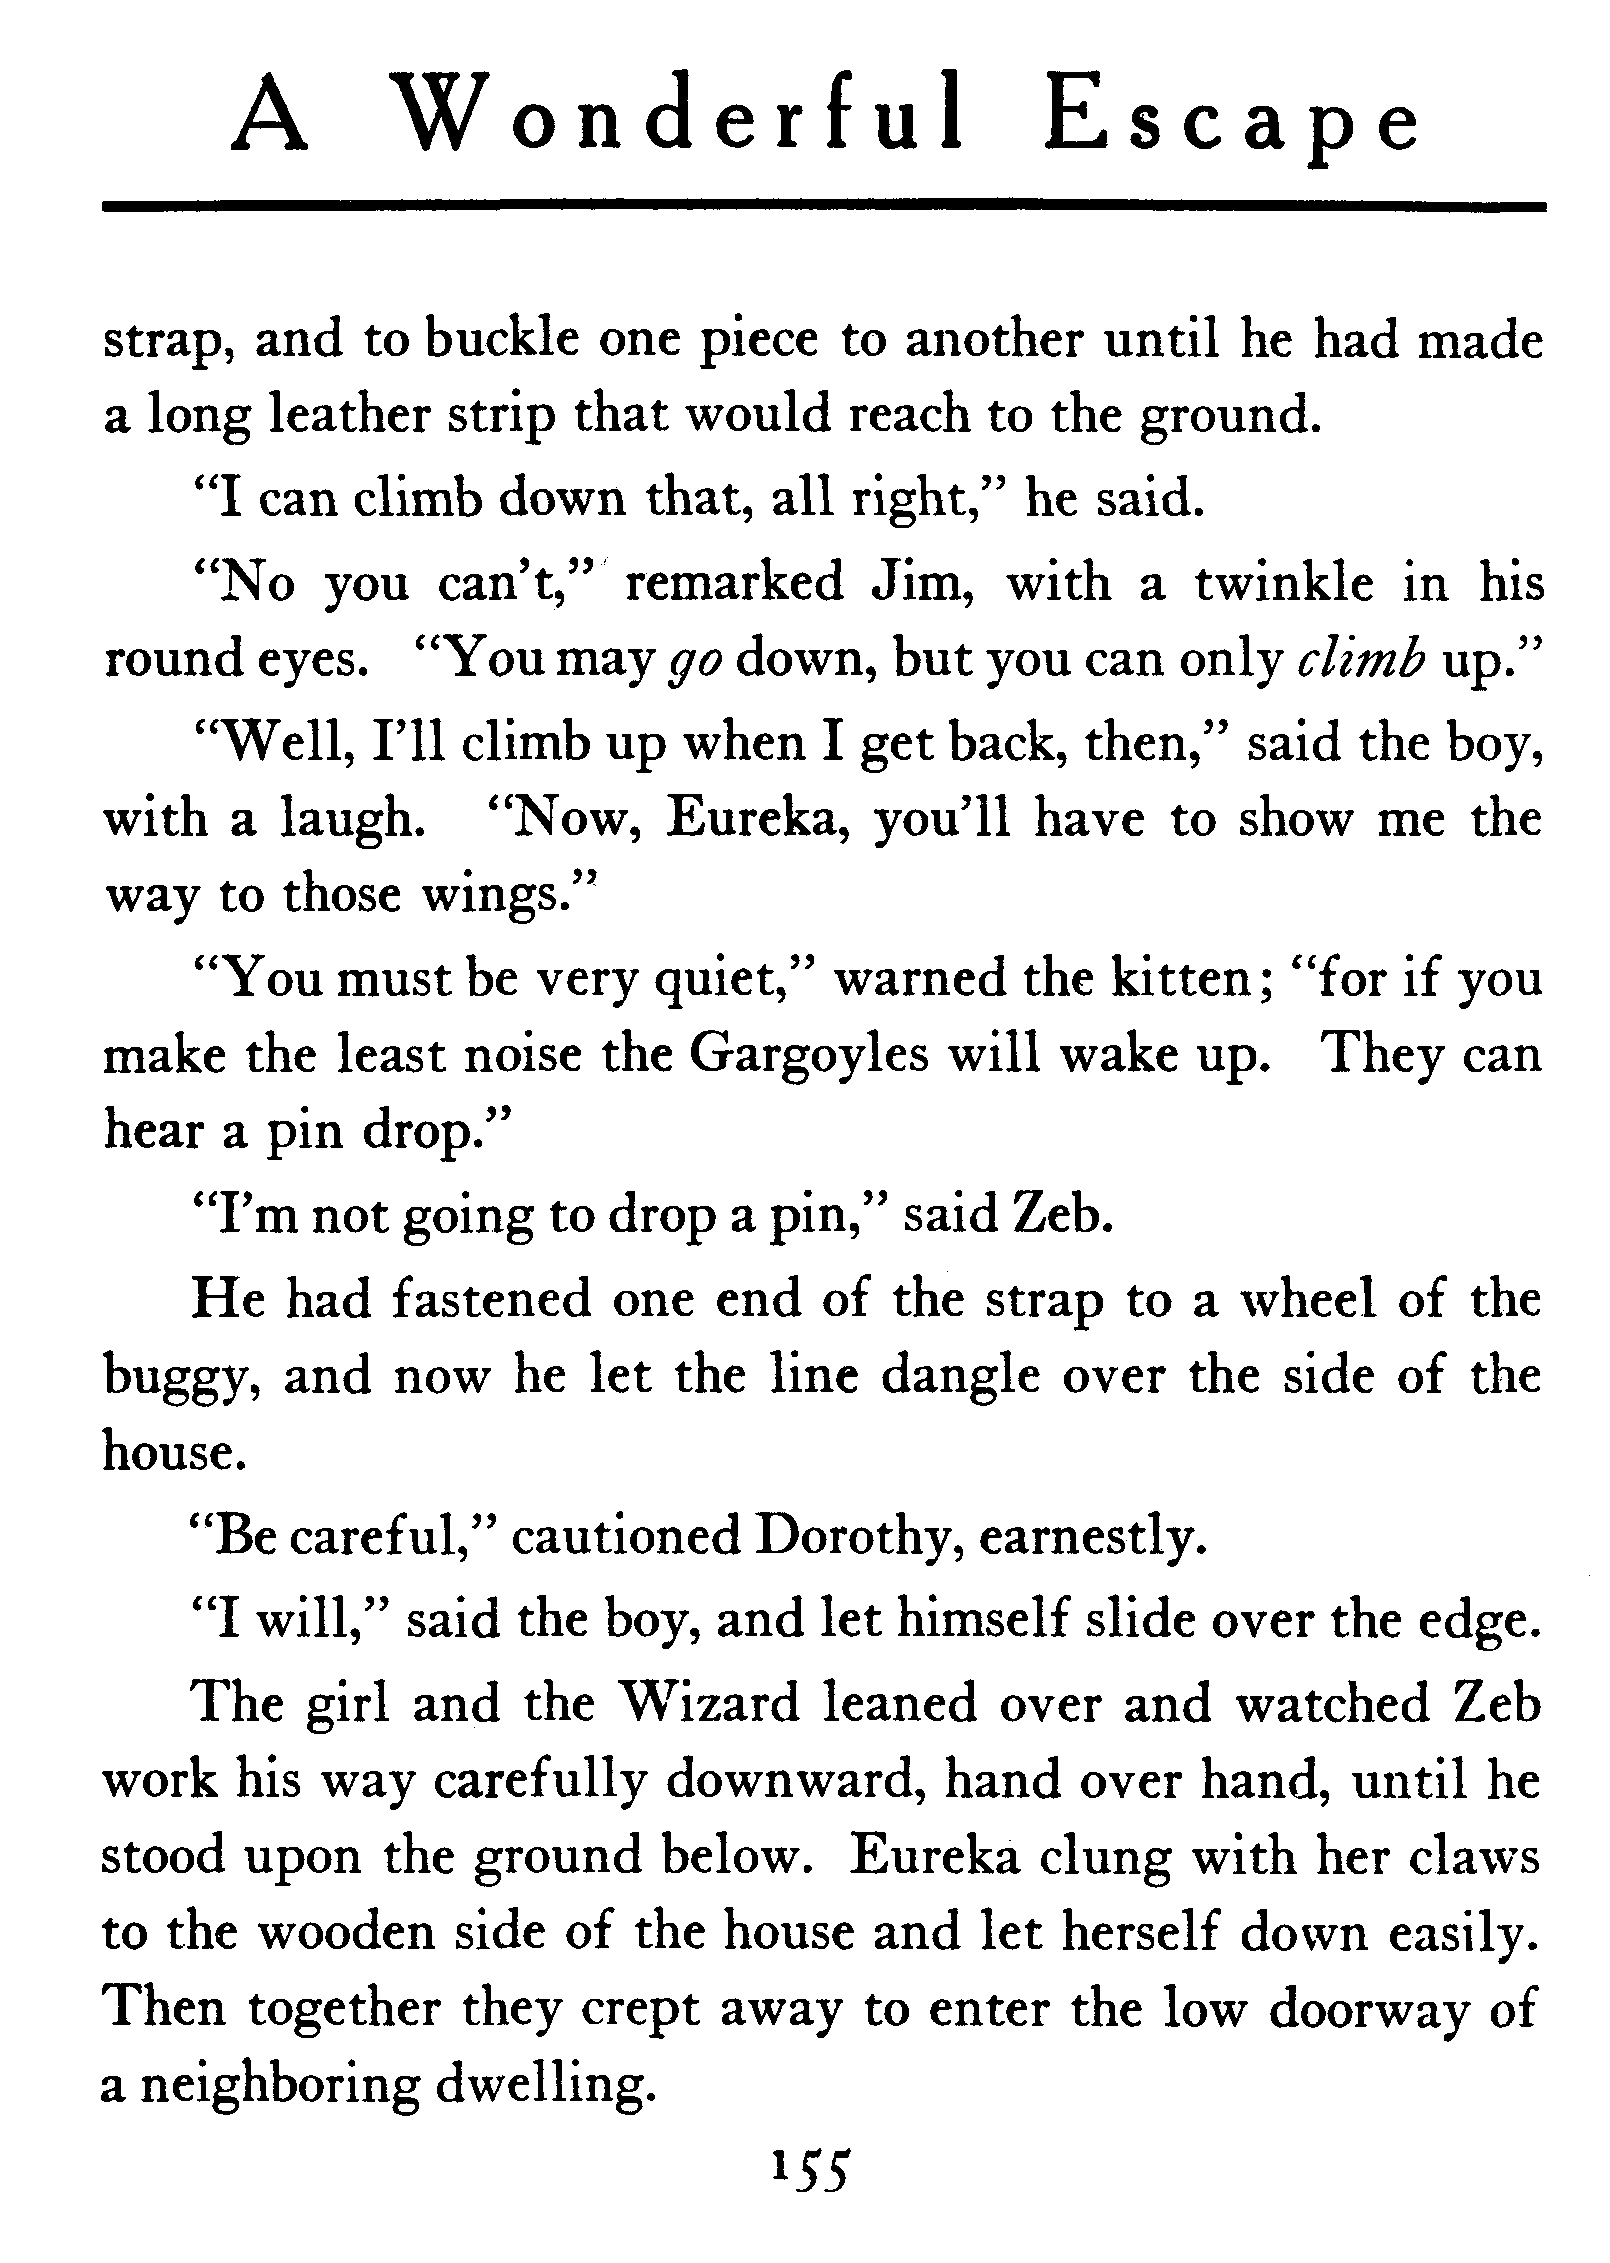 A Wonderful Escape
strap, and to buckle one piece to another until he had made
a long leather strip that would reach to the ground.
“I can climb down that, all right,” he said.
“No you can’t,” remarked Jim, with a twinkle in his
round eyes. “You may go down, but you can only climb up.”
“Well, I’ll climb up when I get back, then,” said the boy,
with a laugh. “Now, Eureka, you’ll have to show me the
way to those wings.”
“You must be very quiet,” warned the kitten; “for if you
make the least noise the Gargoyles will wake up. They can
hear a pin drop.”
“I’m not going to drop a pin,” said Zeb.
He had fastened one end of the strap to a wheel of the
buggy, and now he let the line dangle over the side of the
house.
“Be careful,” cautioned Dorothy, earnestly.
“I will,” said the boy, and let himself slide over the edge.
The girl and the Wizard leaned over and watched Zeb
work his way carefully downward, hand over hand, until he
stood upon the ground below. Eureka clung with her claws
to the wooden side of the house and let herself down easily.
Then together they crept away to enter the low doorway of
a neighboring dwelling.
155